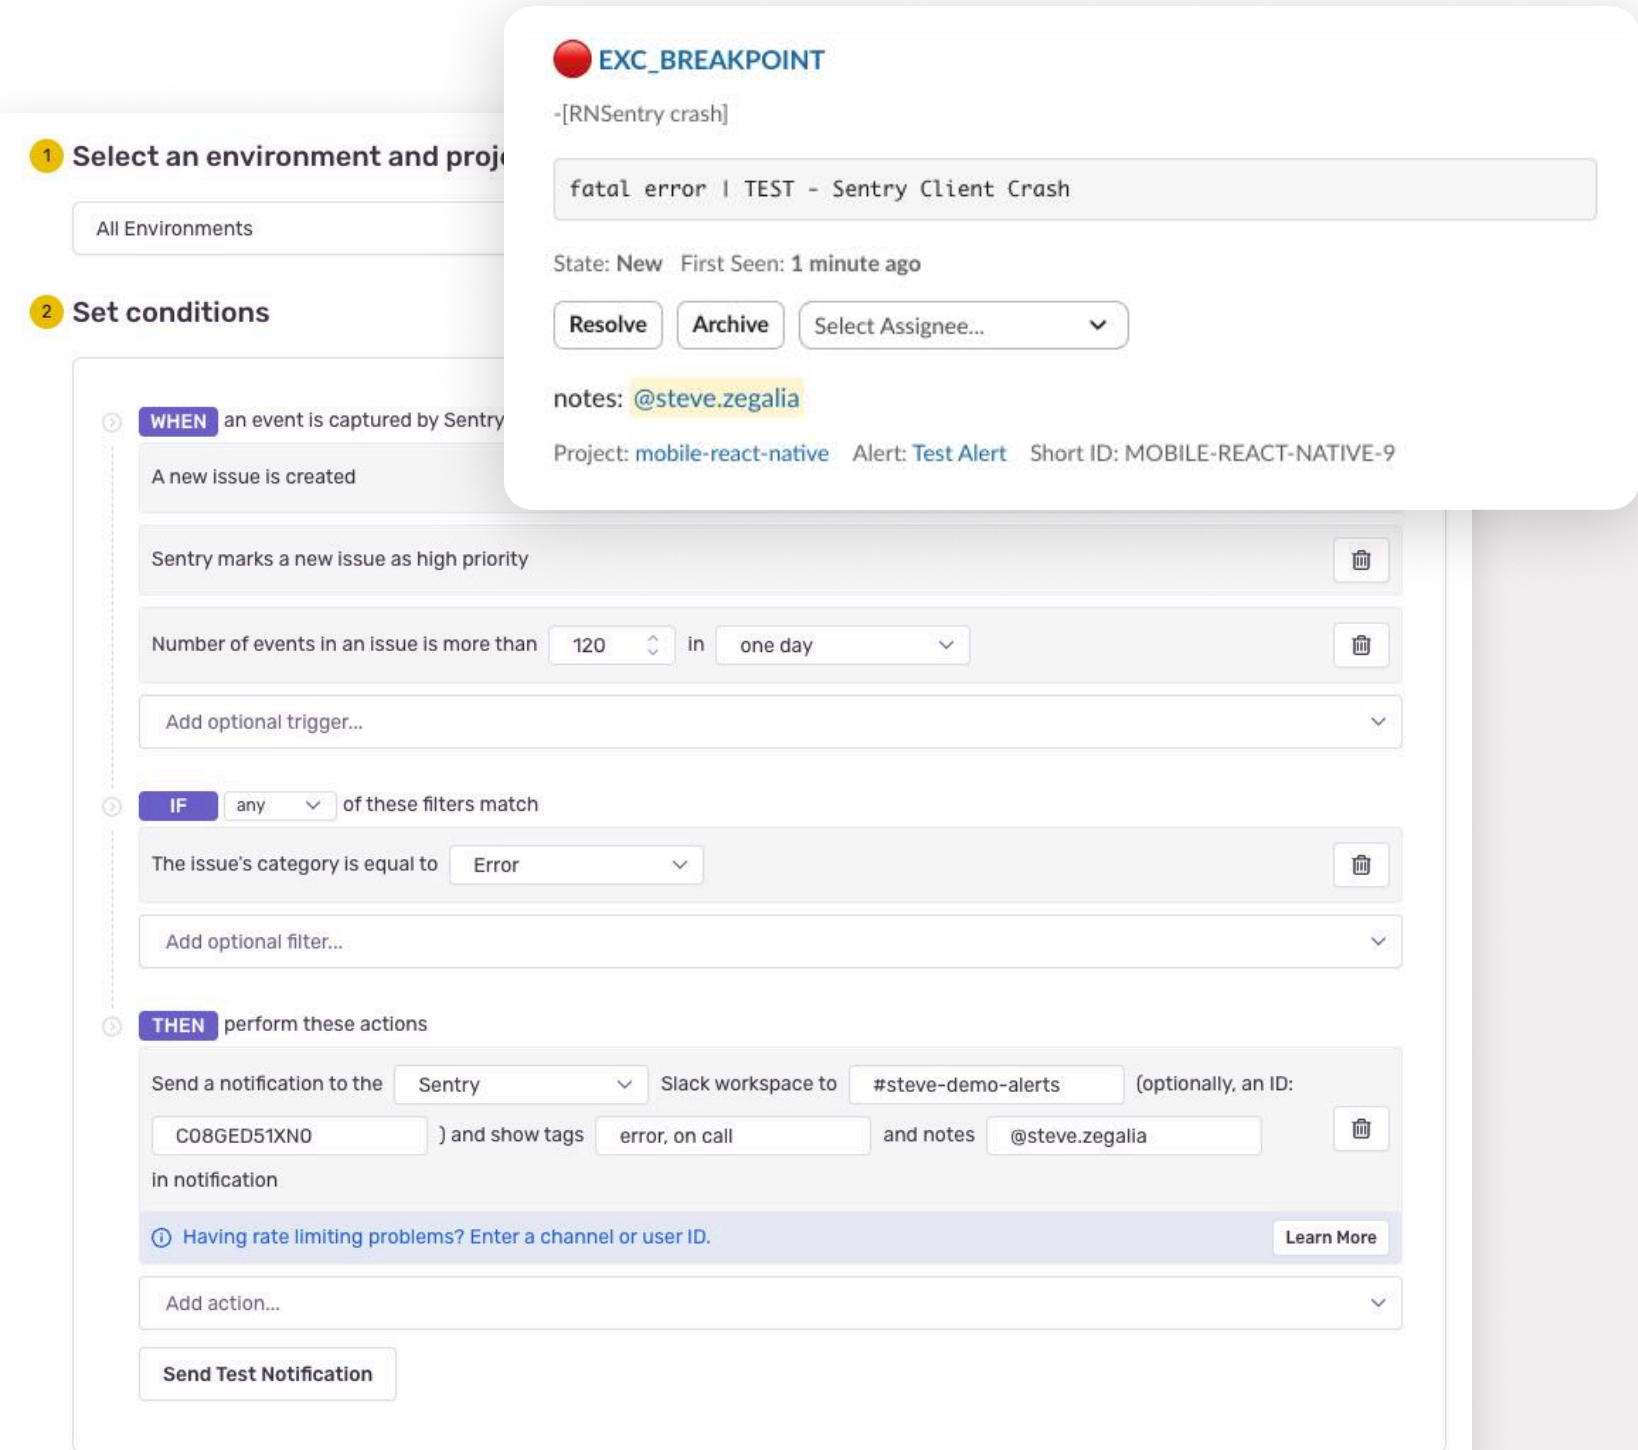 EXC_BREAKPOINT
-[RNSentry crash]
fatal error | TEST - Sentry Client Crash
State: New First Seen: 1 minute ago
Resolve Archive Select Assignee...
notes: @steve.zegalia
Project: mobile-react-native Alert: Test Alert Short ID: MOBILE-REACT-NATIVE-9
1 Select an environment and proj
All Environments
2 Set conditions
WHEN an event is captured by Sentry
A new issue is created
Sentry marks a new issue as high priority
Number of events in an issue is more than 120 in one day
Add optional trigger...
IF any of these filters match
The issue's category is equal to Error
Add optional filter...
THEN perform these actions
Send a notification to the Sentry Slack workspace to #steve-demo-alerts (optionally, an ID:
C08GED51XN0 ) and show tags error, on call and notes @steve.zegalia
in notification
Having rate limiting problems? Enter a channel or user ID. Learn More
Add action...
Send Test Notification